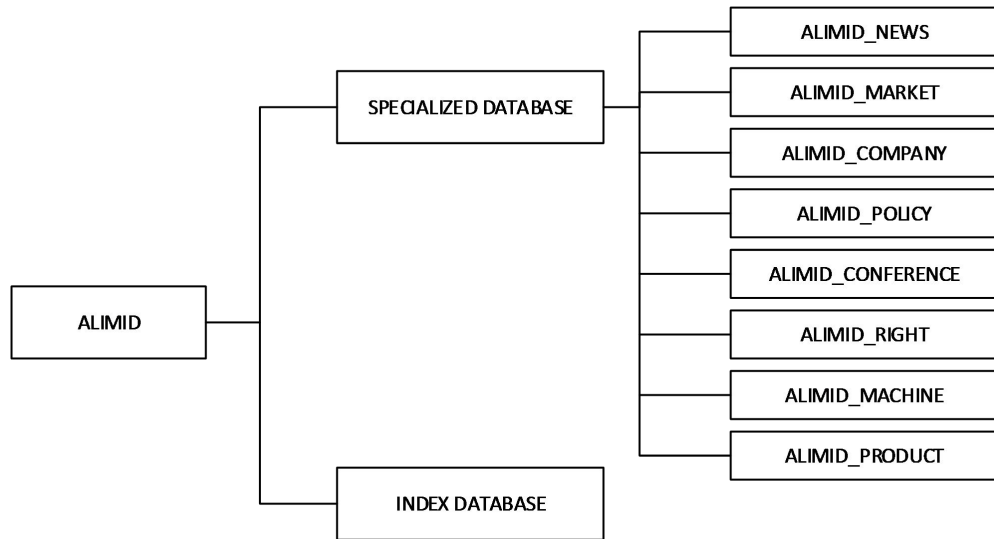 ALIMID
SPECIALIZED DATABASE
INDEX DATABASE
ALIMID_NEWS
ALIMID_MARKET
ALIMID_COMPANY
ALIMID_POLICY
ALIMID_CONFERENCE
ALIMID_RIGHT
ALIMID_MACHINE
ALIMID_PRODUCT